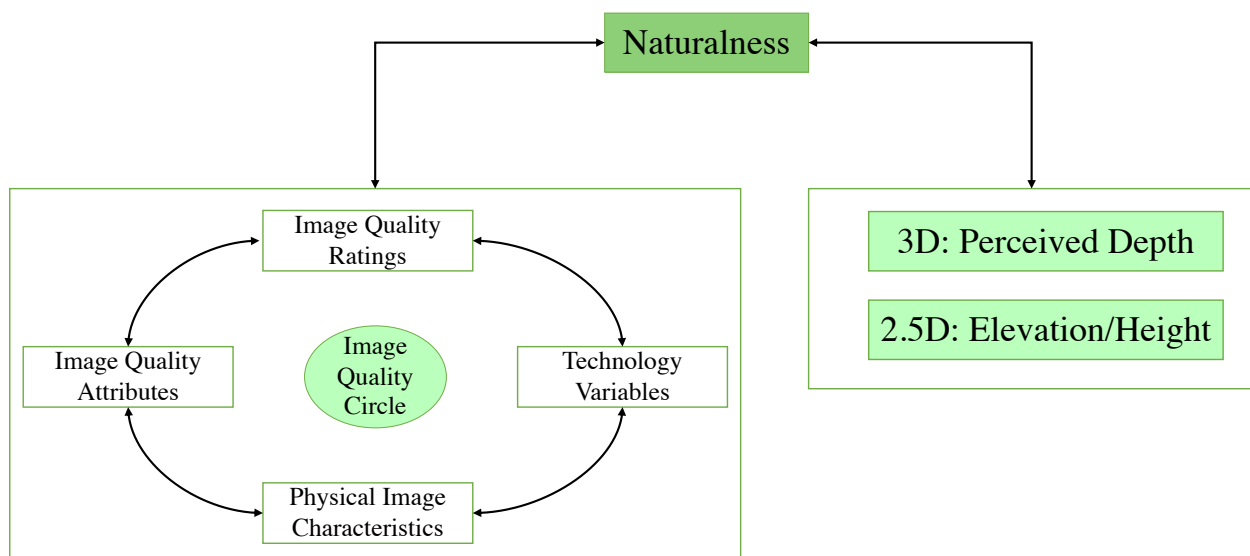 Naturalness
Image Quality
Ratings
3D: Perceived Depth
2.5D: Elevation/Height
Image Quality
Attributes
Image
Quality
Circle
Technology
Variables
Physical Image
Characteristics